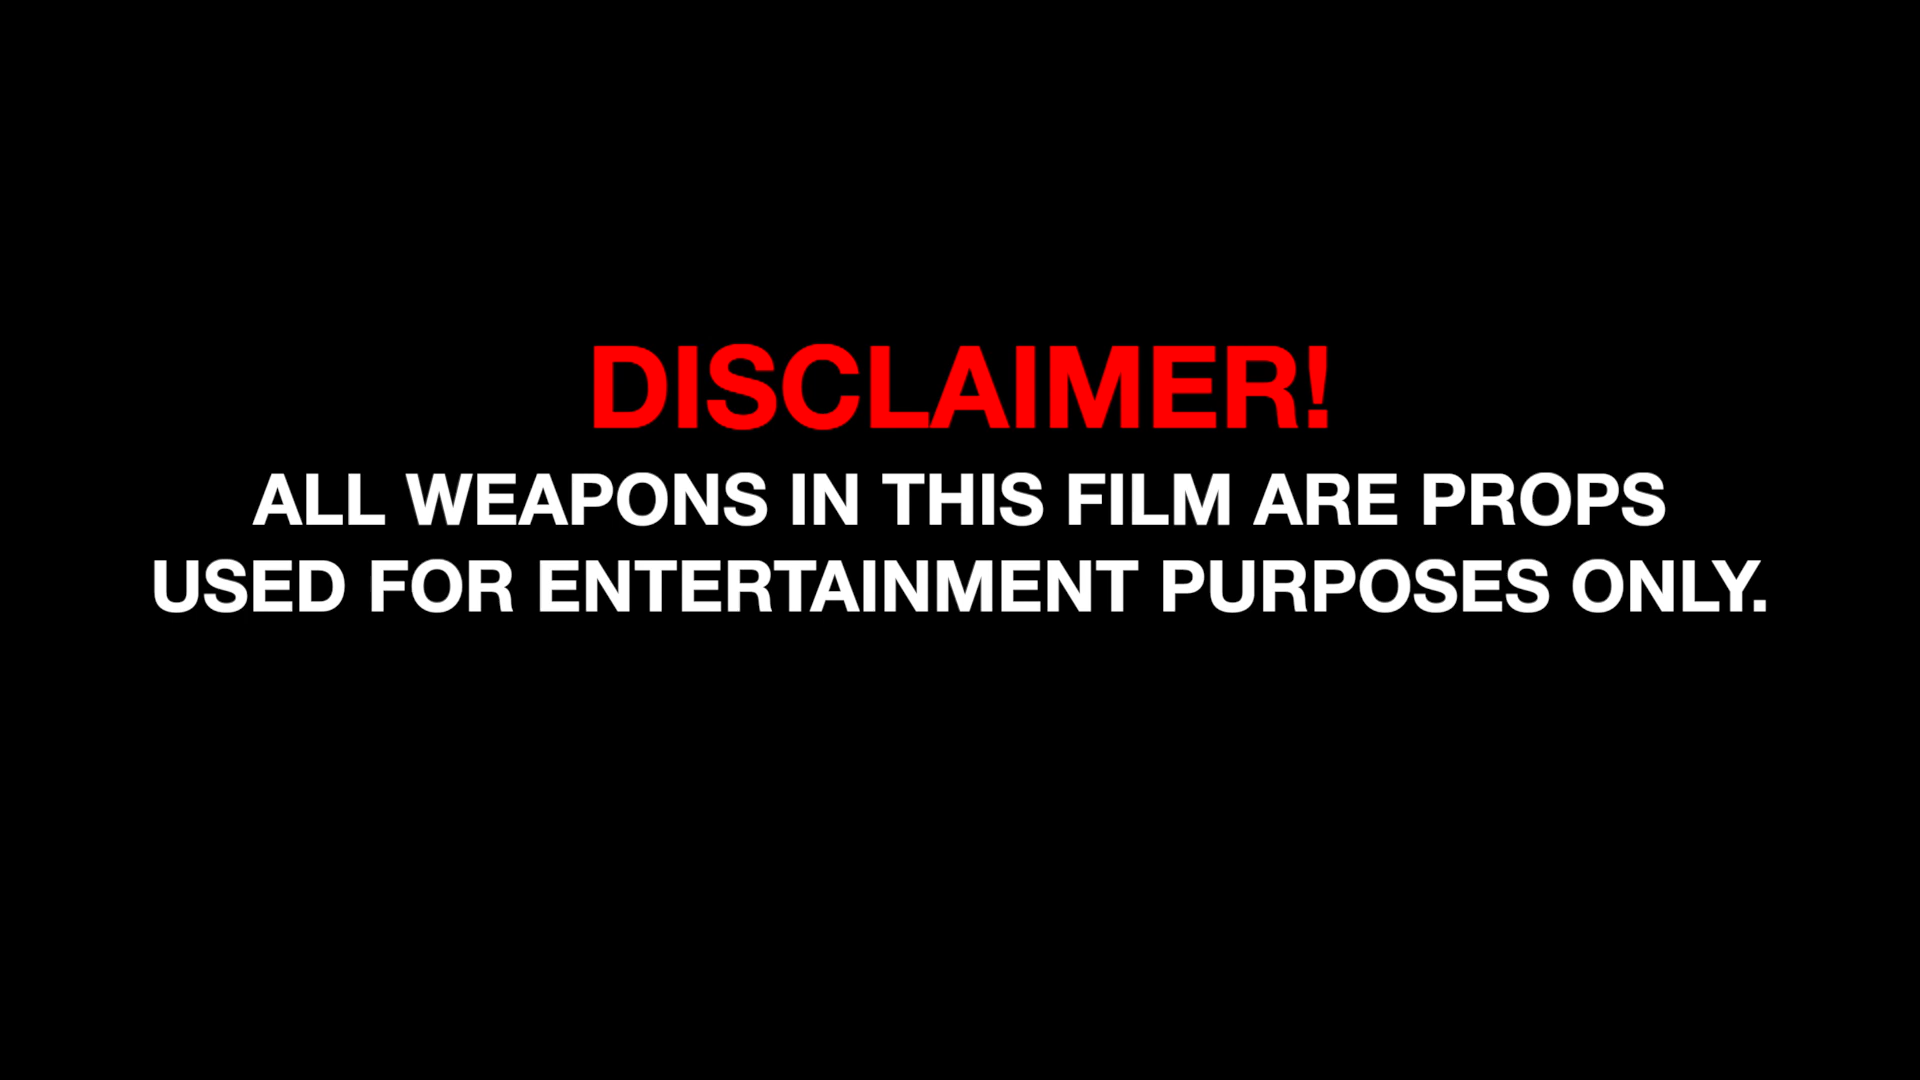 DISCLAIMER!
ALL WEAPONS IN THIS FILM ARE PROPS
USED FOR ENTERTAINMENT PURPOSES ONLY.